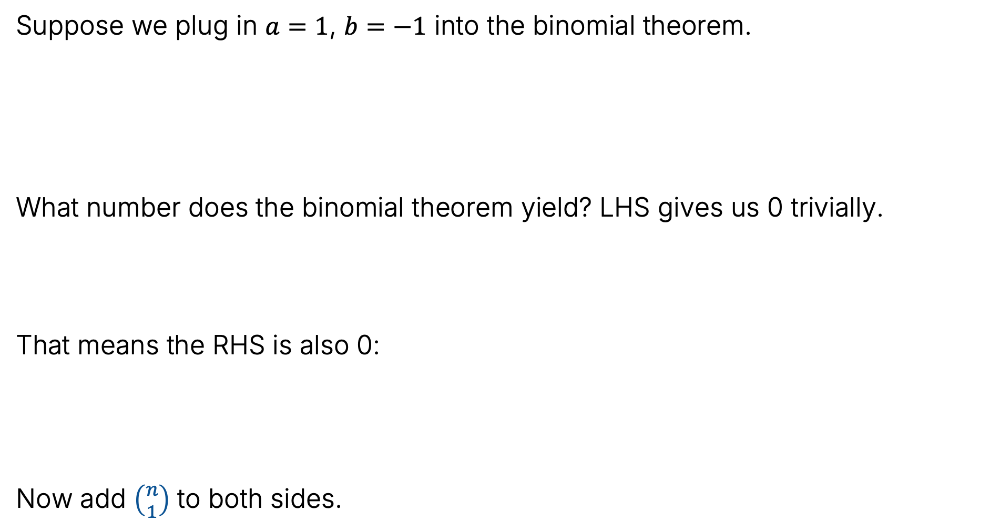 Suppose we plug in 𝑎 = 1, 𝑏 = −1 into the binomial theorem.
What number does the binomial theorem yield? LHS gives us 0 trivially.
That means the RHS is also 0:
Now add $\binom{n}{1}$ to both sides.